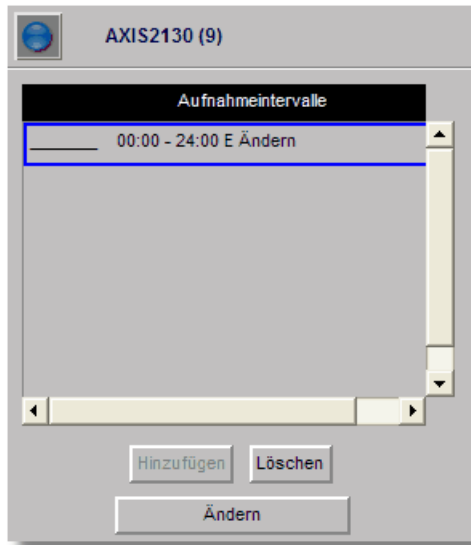 AXIS2130 (9)
Aufnahmeintervalle
_______ 00:00 - 24:00 E Ändern
Hinzufügen Löschen
Ändern